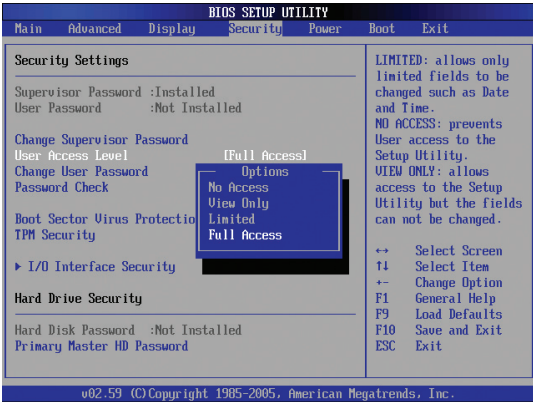 BIOS SETUP UTILITY
Main Advanced Display Security Power Boot Exit
Security Settings
Supervisor Password :Installed
User Password :Not Installed
Change Supervisor Password
User Access Level [Full Access]
Change User Password
Password Check
Boot Sector Virus Protectio
TPM Security
I/O Interface Security
Hard Drive Security
Hard Disk Password :Not Installed
Primary Master HD Password
Options
No Access
View Only
Limited
Full Access
LIMITED: allows only
limited fields to be
changed such as Date
and Time.
NO ACCESS: prevents
User access to the
Setup Utility.
VIEW ONLY: allows
access to the Setup
Utility but the fields
can not be changed.
↔ Select Screen
↑↓ Select Item
+- Change Option
F1 General Help
F9 Load Defaults
F10 Save and Exit
ESC Exit
v02.59 (C)Copyright 1985-2005, American Megatrends, Inc.